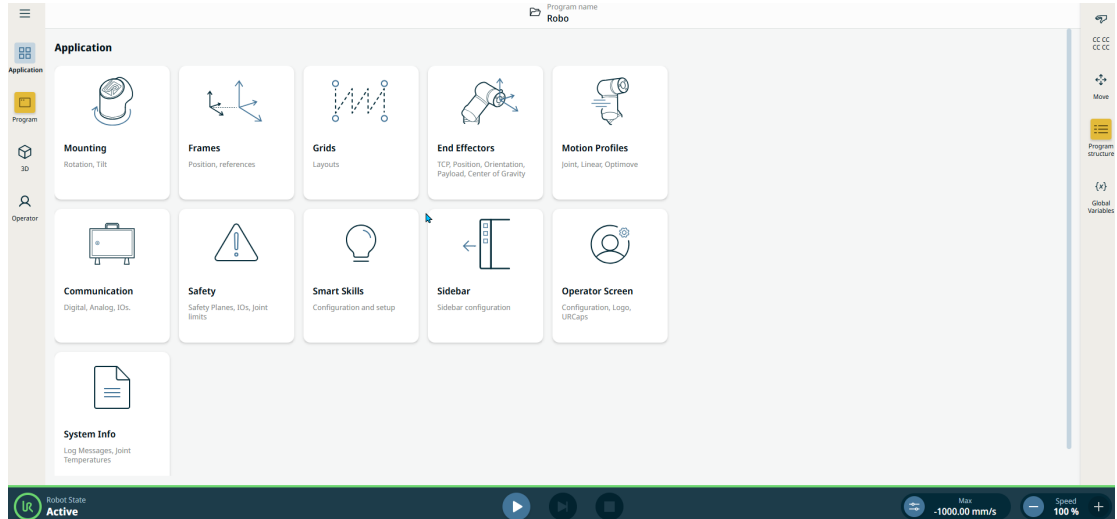 Program name
Robo
Application
Program
3D
Operator
Application
Mounting
Rotation, Tilt
Frames
Position, references
Grids
Layouts
End Effectors
TCP, Position, Orientation,
Payload, Center of Gravity
Motion Profiles
Joint, Linear, Optimove
Communication
Digital, Analog, IOs.
Safety
Safety Planes, IOs, Joint
limits
Smart Skills
Configuration and setup
Sidebar
Sidebar configuration
Operator Screen
Configuration, Logo,
URCaps
System Info
Log Messages, Joint
Temperatures
CC CC
CC CC
Move
Program
structure
{x}
Global
Variables
UR
Robot State
Active
Max
-1000.00 mm/s
Speed
100 %